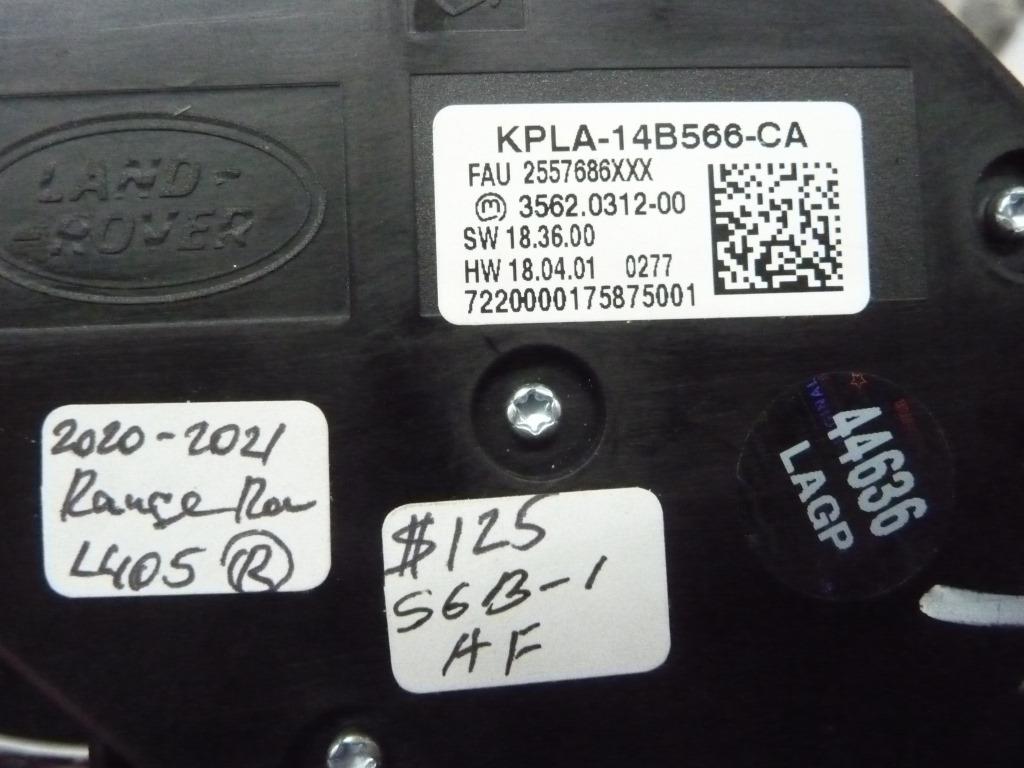 LAND-
-ROVER
KPLA-14B566-CA
FAU 2557686XXX
m 3562.0312-00
SW 18.36.00
HW 18.04.01 0277
7220000175875001
2020-2021
Range Rov
L405 R
$125
S6B-1
AF
44636
LAGP